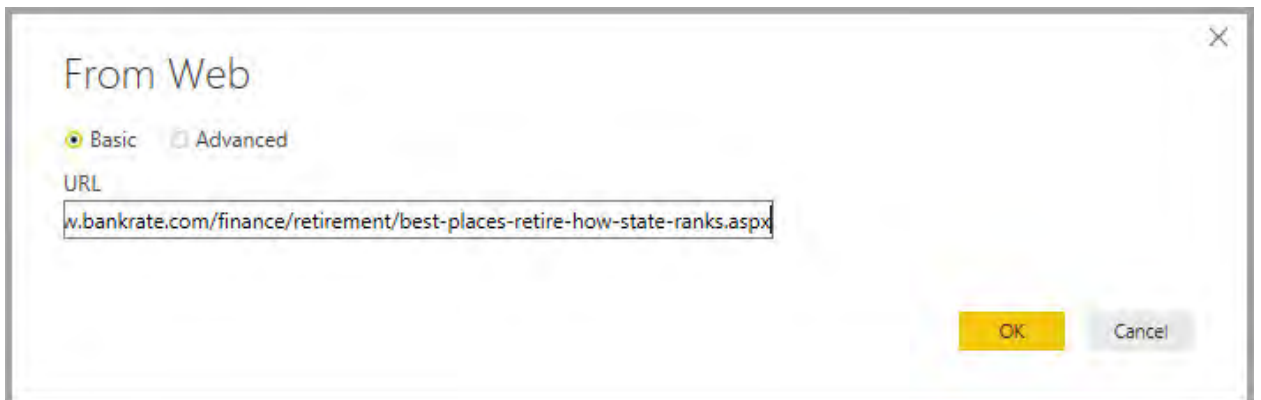 From Web
Basic Advanced
URL
w.bankrate.com/finance/retirement/best-places-retire-how-state-ranks.aspx
OK Cancel